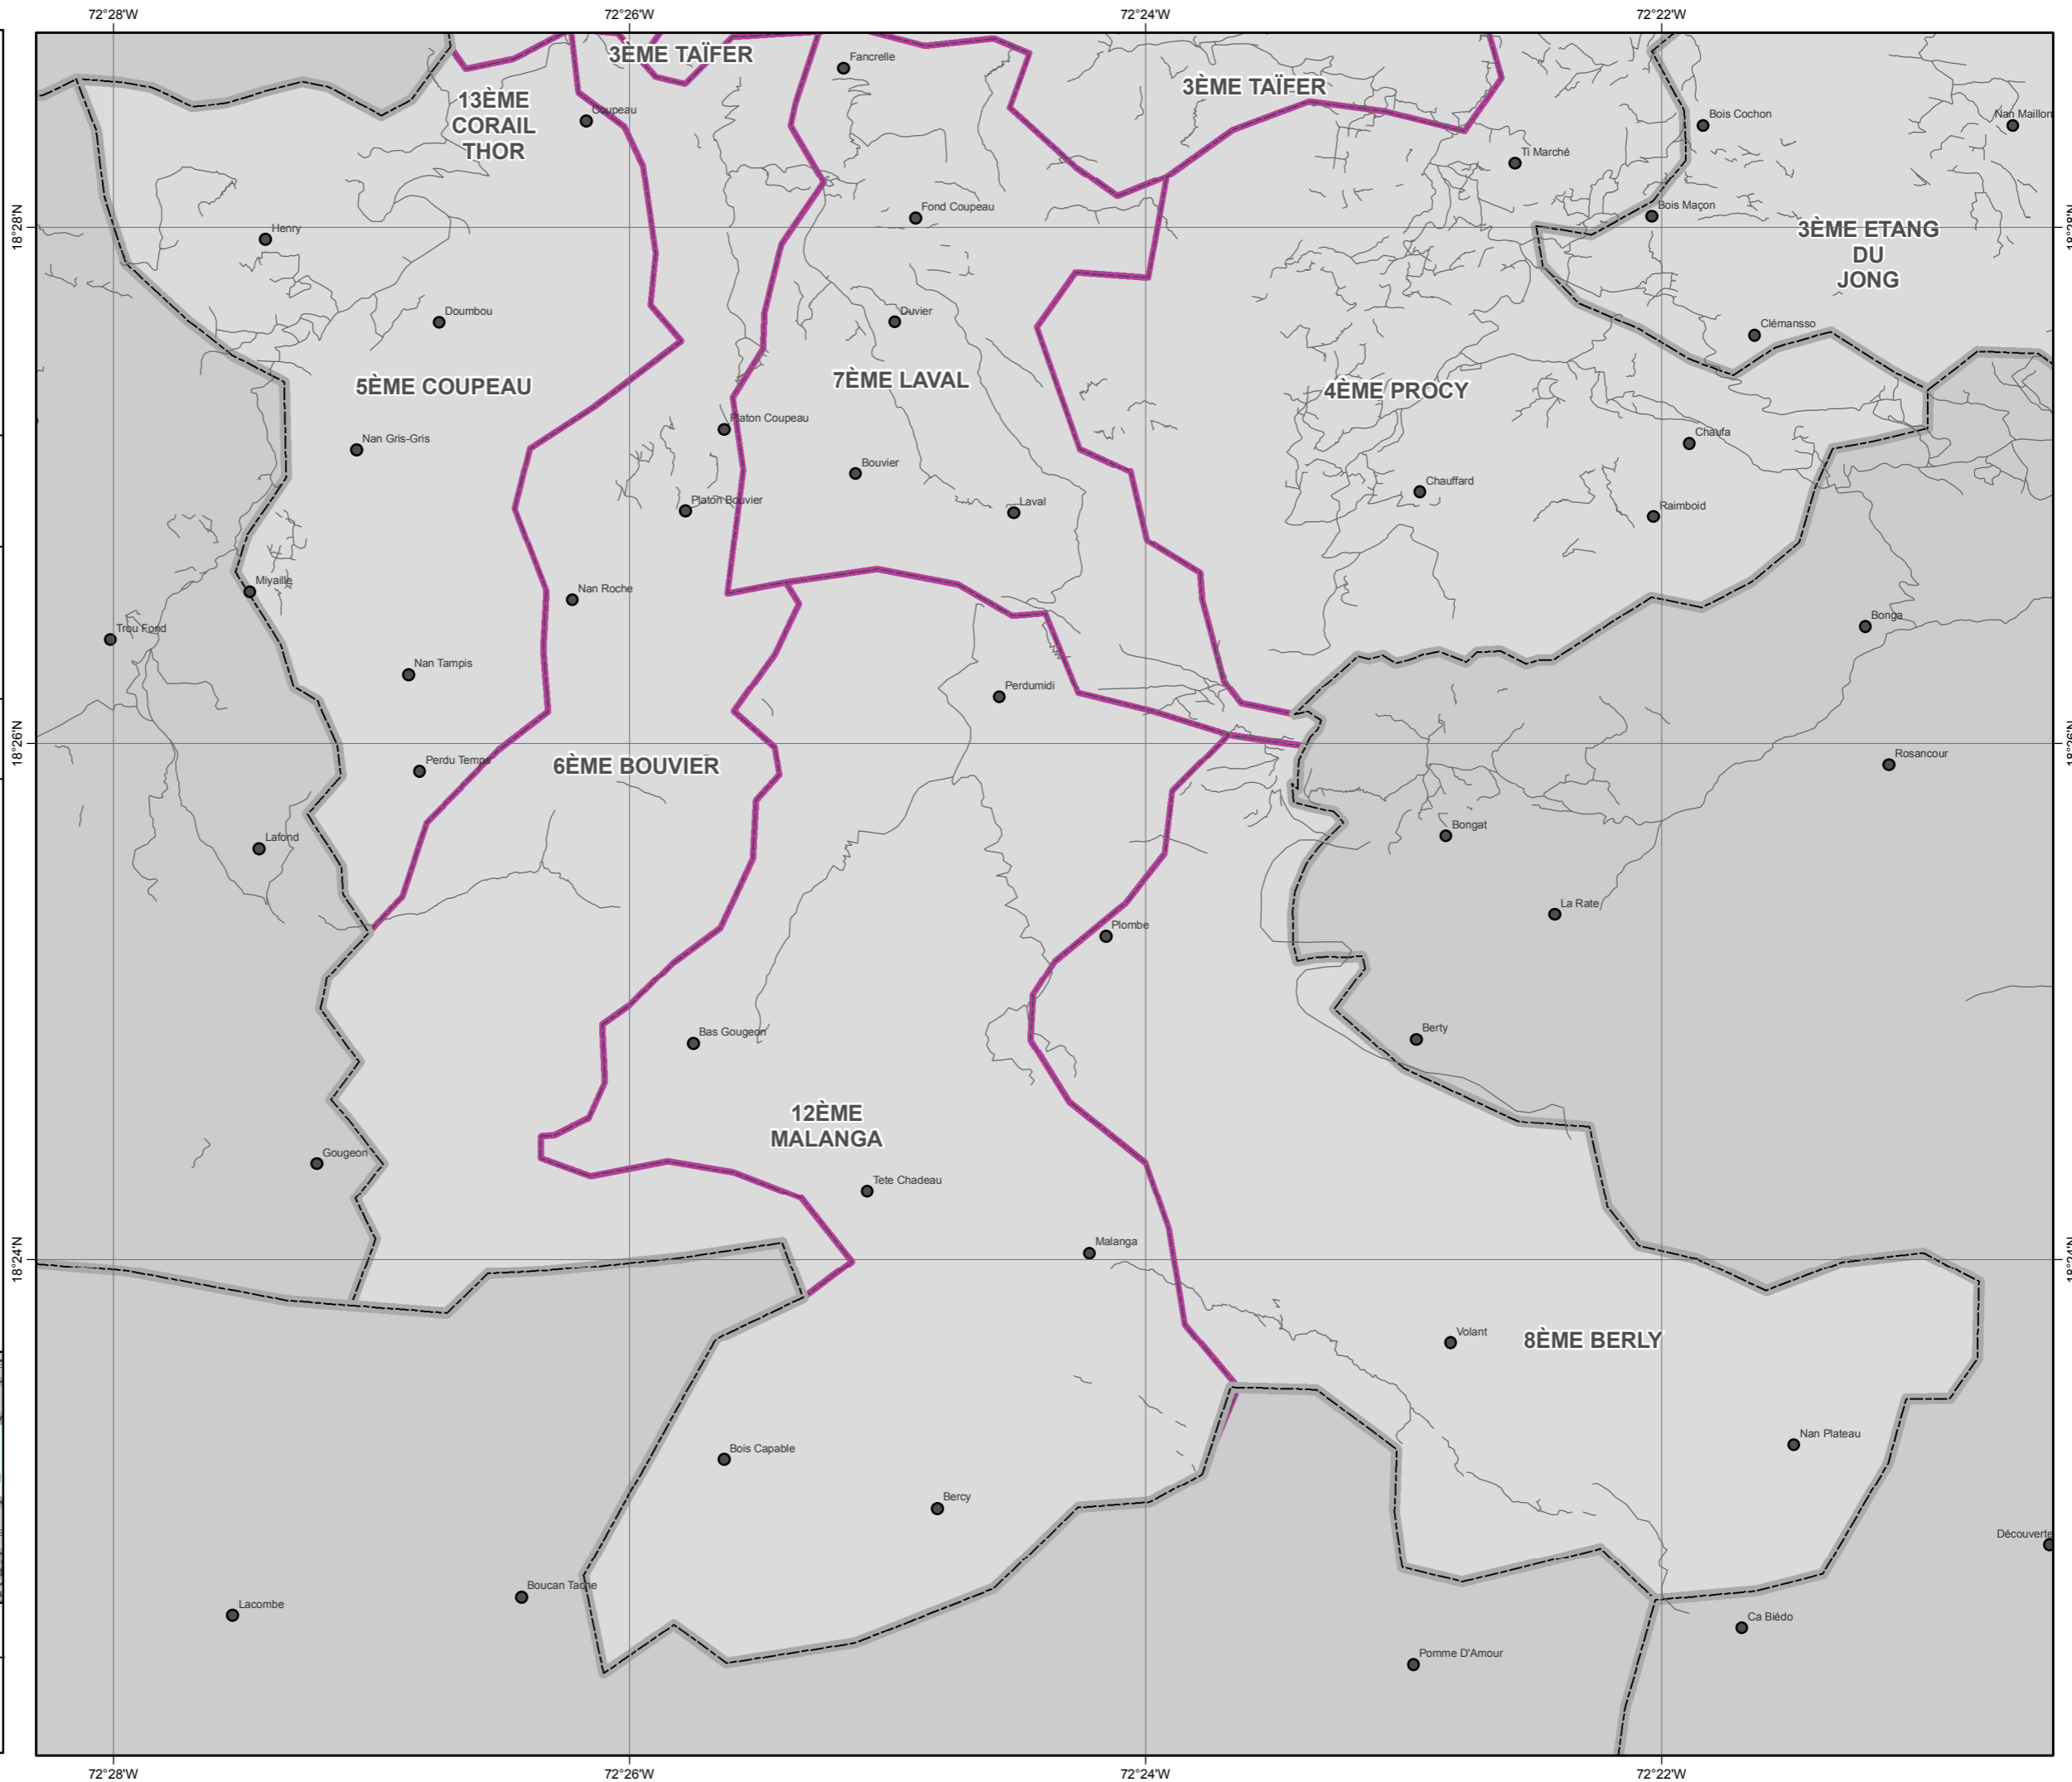 72°28'W
72°26'W
72°24'W
72°22'W
3ÈME TAÏFER
Fancrelle
3ÈME TAÏFER
13ÈME
CORAIL
THOR
Coupeau
Bois Cochon
Nan Maillon
Ti Marché
Bois Maçon
Fond Coupeau
18°28'N
Henry
3ÈME ETANG
DU
JONG
Doumbou
Duvier
Clémansso
5ÈME COUPEAU
7ÈME LAVAL
4ÈME PROCY
Platon Coupeau
Chaufa
Nan Gris-Gris
Bouvier
Chauffard
Platon Bouvier
Laval
Raimboid
Miyaille
Nan Roche
Trou Fond
Bonga
Nan Tampis
Perdumidi
18°26'N
Perdu Temps
6ÈME BOUVIER
Rosancour
Lafond
Bongat
La Rate
Plombe
Bas Gougeon
Berty
12ÈME
MALANGA
Gougeon
Tete Chadeau
Malanga
18°24'N
Volant
8ÈME BERLY
Nan Plateau
Bois Capable
Bercy
Découverte
Boucan Tache
Lacombe
Ca Biédo
Pomme D'Amour
72°28'W
72°26'W
72°24'W
72°22'W